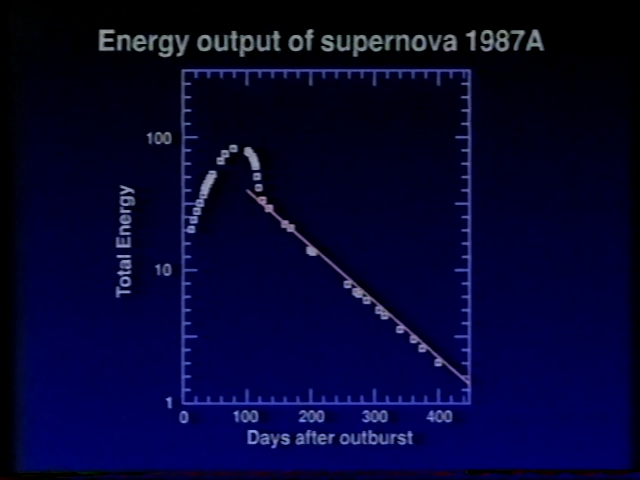 Energy output of supernova 1987A
100
10
1
Total Energy
0 100 200 300 400
Days after outburst